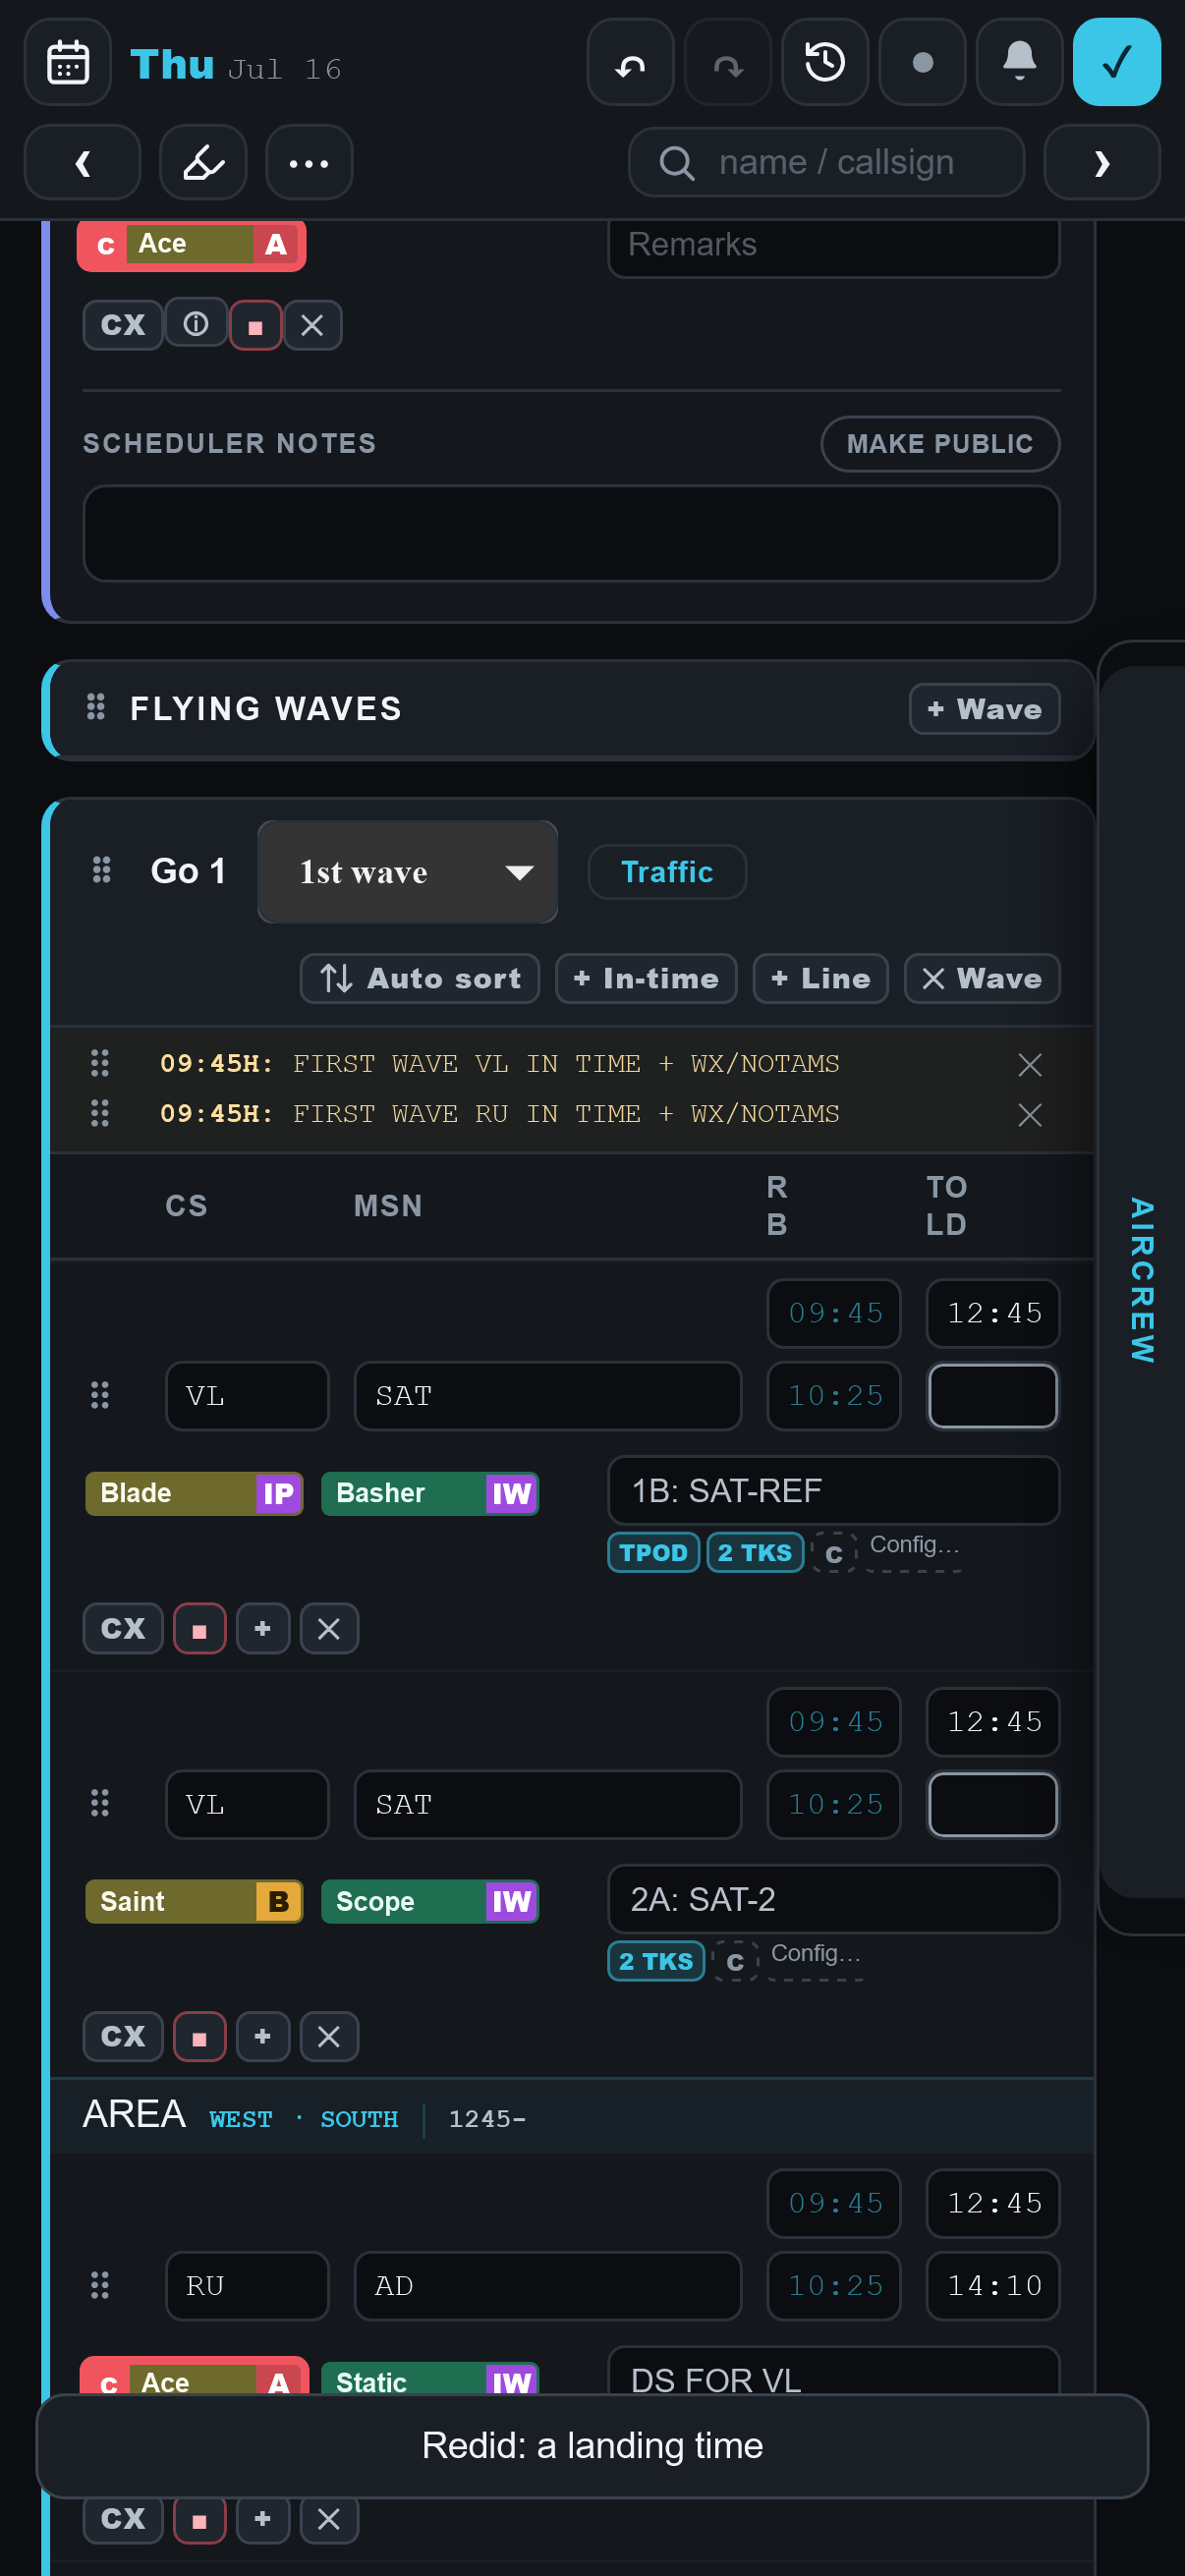 Thu Jul 16
name / callsign
c Ace A
Remarks
CX
SCHEDULER NOTES
MAKE PUBLIC
FLYING WAVES
+ Wave
Go 1
1st wave
Traffic
Auto sort
+ In-time
+ Line
Wave
09:45H: FIRST WAVE VL IN TIME + WX/NOTAMS
09:45H: FIRST WAVE RU IN TIME + WX/NOTAMS
CS
MSN
R
B
TO
LD
AIRCREW
09:45
12:45
VL
SAT
10:25
Blade IP
Basher IW
1B: SAT-REF
TPOD
2 TKS
C
Config...
CX
+
09:45
12:45
VL
SAT
10:25
Saint B
Scope IW
2A: SAT-2
2 TKS
C
Config...
CX
+
AREA WEST · SOUTH 1245-
09:45
12:45
RU
AD
10:25
14:10
c Ace A
Static IW
DS FOR VL
Redid: a landing time
CX
+